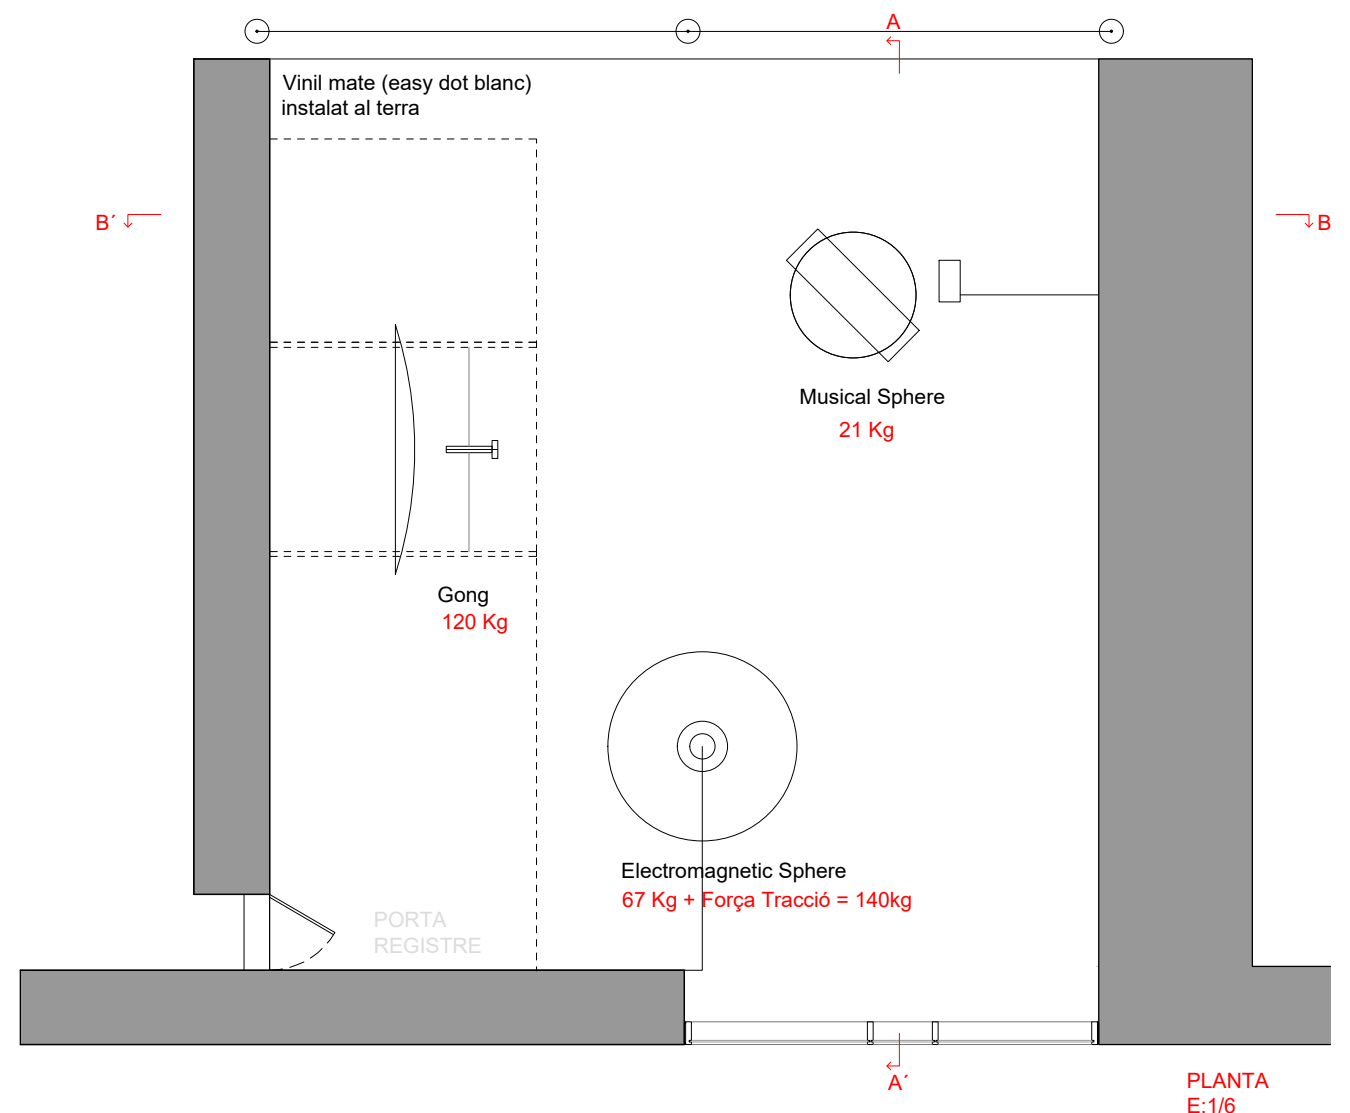 A
Vinil mate (easy dot blanc)
instalat al terra
B´
B
Musical Sphere
21 Kg
Gong
120 Kg
Electromagnetic Sphere
67 Kg + Força Tracció = 140kg
PORTA
REGISTRE
A´
PLANTA
E:1/6